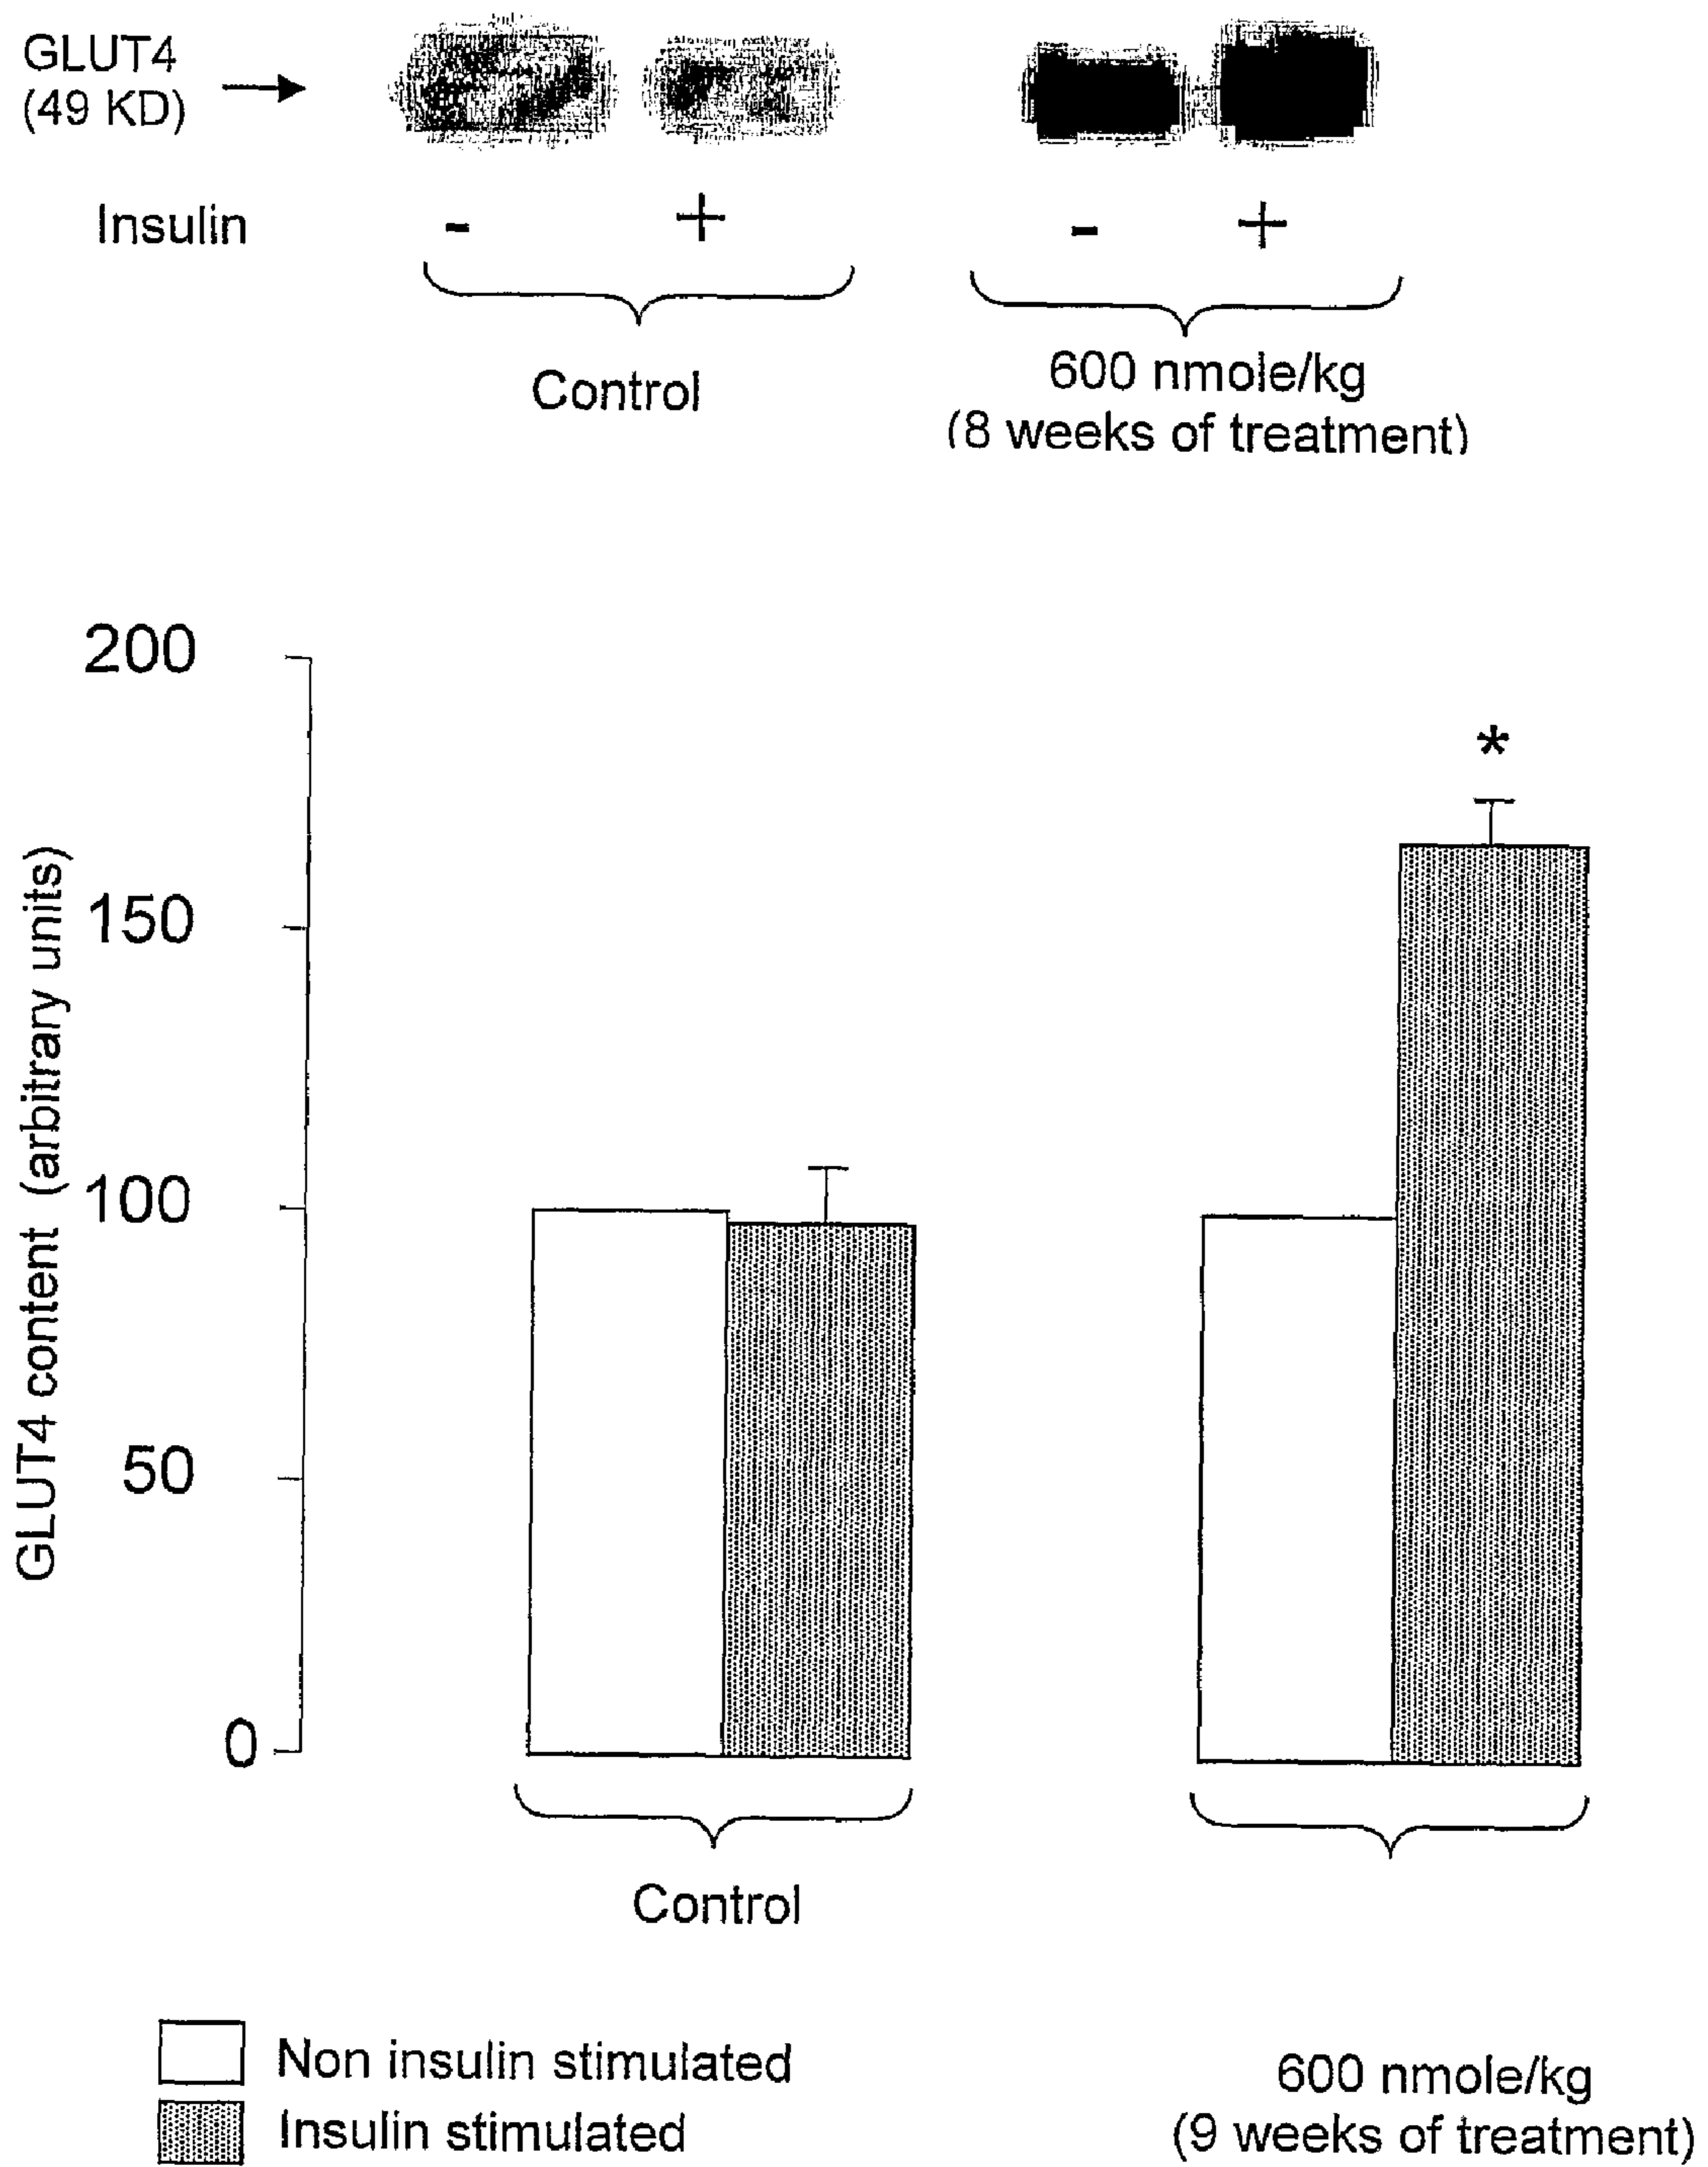 GLUT4
(49 KD)
Insulin - + - +
Control
600 nmole/kg
(8 weeks of treatment)
200
150
100
50
0
GLUT4 content (arbitrary units)
*
Control
Non insulin stimulated
Insulin stimulated
600 nmole/kg
(9 weeks of treatment)